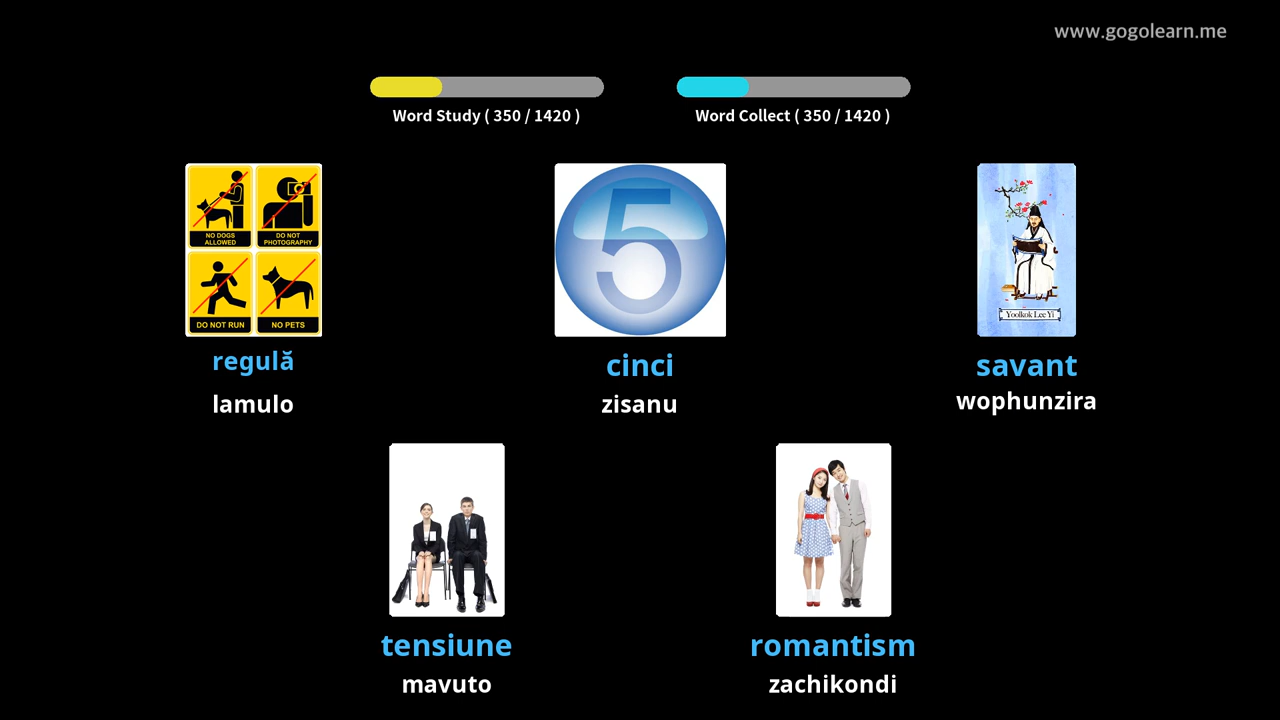 www.gogolearn.me
Word Study ( 350 / 1420 )
Word Collect ( 350 / 1420 )
NO DOGS
ALLOWED
DO NOT
PHOTOGRAPHY
DO NOT RUN
NO PETS
5
Yoolkok Lee Yi
regulă
cinci
savant
lamulo
zisanu
wophunzira
tensiune
romantism
mavuto
zachikondi